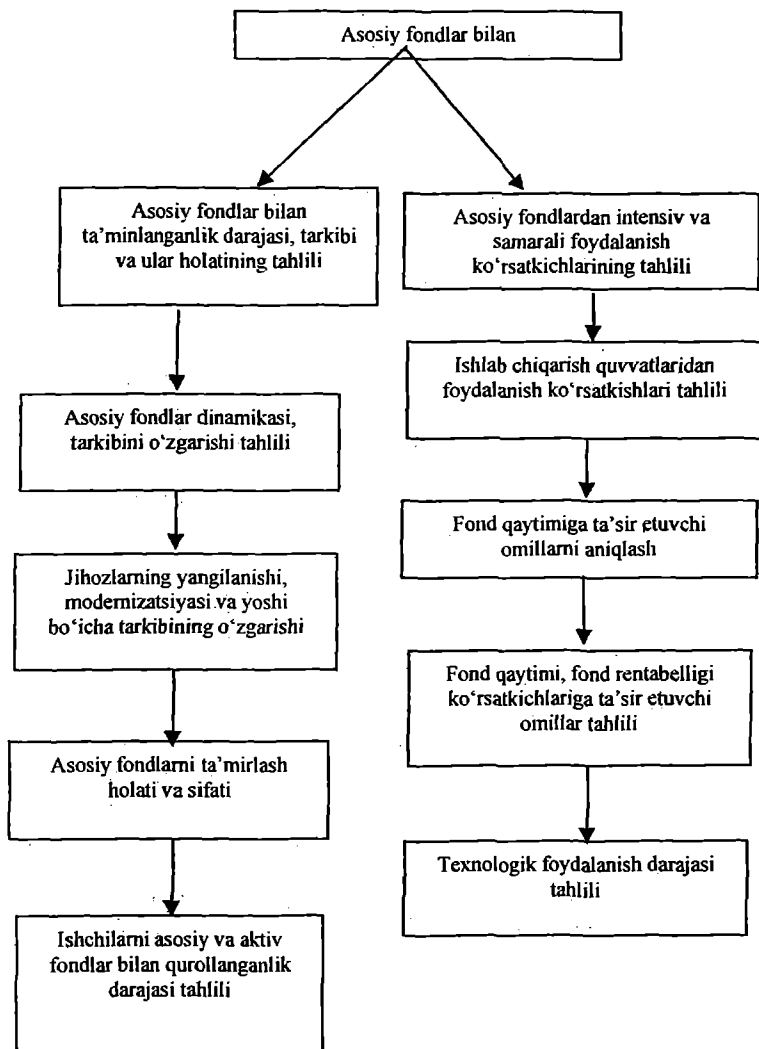 Asosiy fondlar bilan
Asosiy fondlar bilan
ta’minlanganlik darajasi, tarkibi
va ular holatining tahlili
Asosiy fondlar dinamikasi,
tarkibini o‘zgarishi tahlili
Jihozlarning yangilanishi,
modernizatsiyasi va yoshi
bo‘icha tarkibining o‘zgarishi
Asosiy fondlarni ta’mirlash
holati va sifati
Ishchilarni asosiy va aktiv
fondlar bilan qurollanganlik
darajasi tahlili
Asosiy fondlardan intensiv va
samarali foydalanish
ko‘rsatkichlarining tahlili
Ishlab chiqarish quvvatlaridan
foydalanish ko‘rsatkishlari tahlili
Fond qaytimiga ta’sir etuvchi
omillarni aniqlash
Fond qaytimi, fond rentabelligi
ko‘rsatkichlariga ta’sir etuvchi
omillar tahlili
Texnologik foydalanish darajasi
tahlili